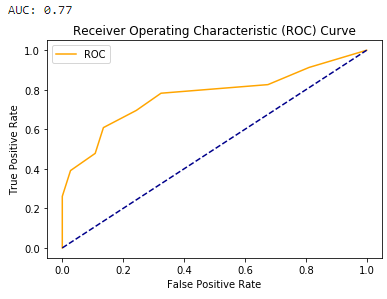 AUC: 0.77
Receiver Operating Characteristic (ROC) Curve
ROC
1.0
0.8
0.6
0.4
0.2
0.0
True Positive Rate
0.0 0.2 0.4 0.6 0.8 1.0
False Positive Rate